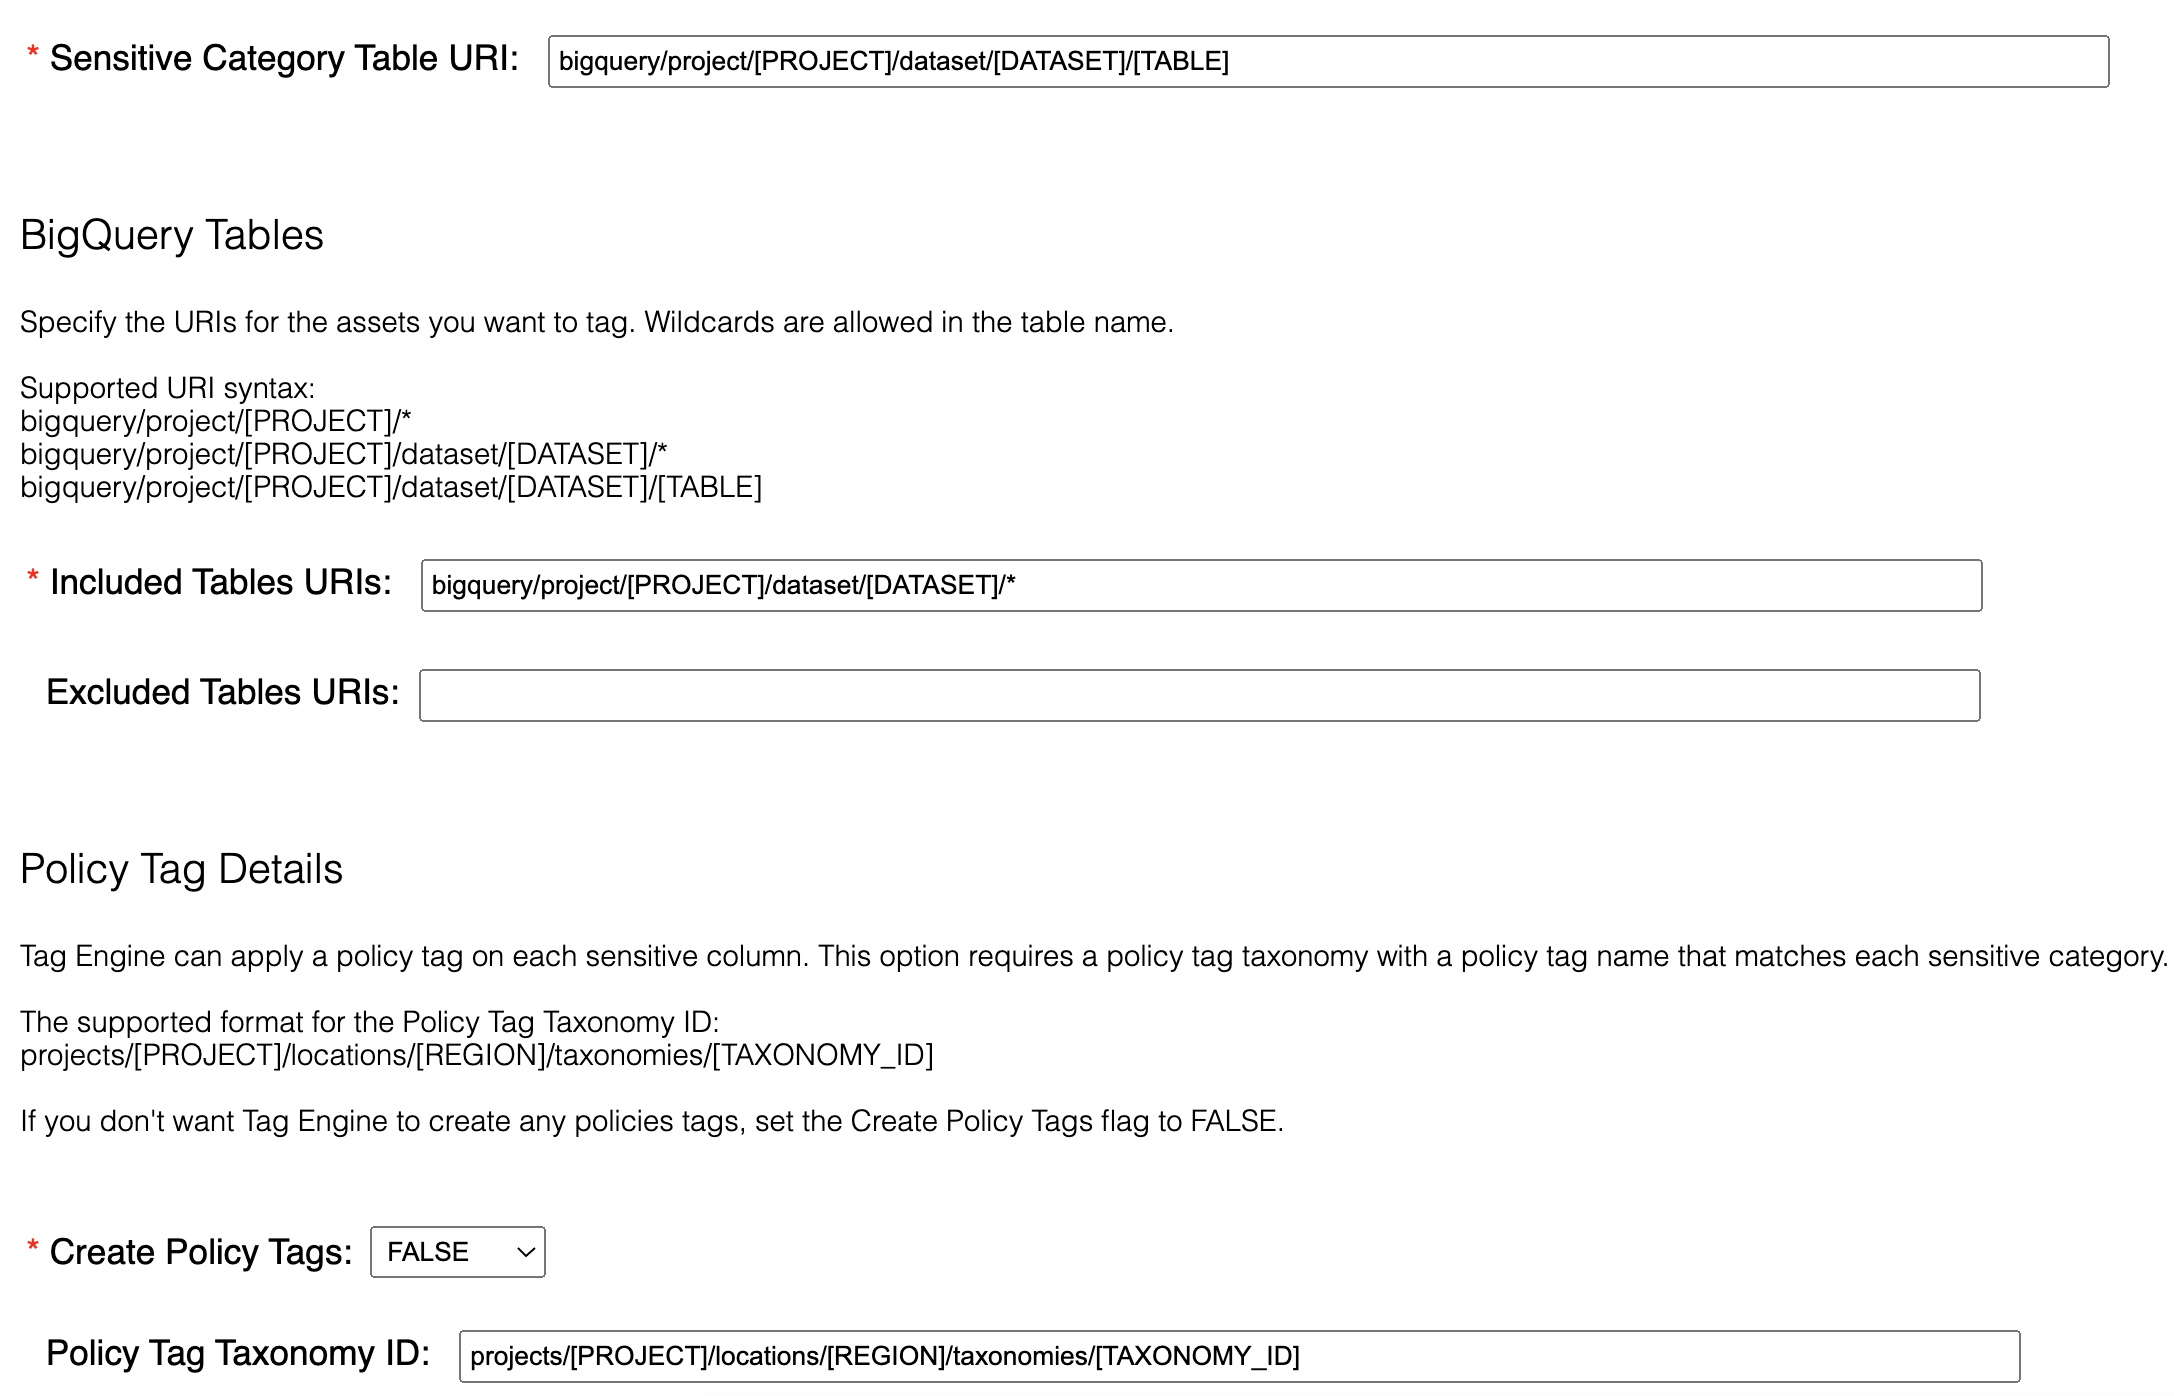 * Sensitive Category Table URI: bigquery/project/[PROJECT]/dataset/[DATASET]/[TABLE]
BigQuery Tables
Specify the URIs for the assets you want to tag. Wildcards are allowed in the table name.
Supported URI syntax:
bigquery/project/[PROJECT]/*
bigquery/project/[PROJECT]/dataset/[DATASET]/*
bigquery/project/[PROJECT]/dataset/[DATASET]/[TABLE]
* Included Tables URIs: bigquery/project/[PROJECT]/dataset/[DATASET]/*
Excluded Tables URIs:
Policy Tag Details
Tag Engine can apply a policy tag on each sensitive column. This option requires a policy tag taxonomy with a policy tag name that matches each sensitive category.
The supported format for the Policy Tag Taxonomy ID:
projects/[PROJECT]/locations/[REGION]/taxonomies/[TAXONOMY_ID]
If you don't want Tag Engine to create any policies tags, set the Create Policy Tags flag to FALSE.
* Create Policy Tags: FALSE
Policy Tag Taxonomy ID: projects/[PROJECT]/locations/[REGION]/taxonomies/[TAXONOMY_ID]